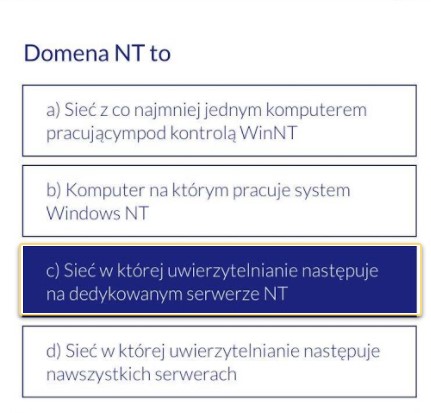 Domena NT to
a) Sieć z co najmniej jednym komputerem
pracującympod kontrolą WinNT
b) Komputer na którym pracuje system
Windows NT
c) Sieć w której uwierzytelnianie następuje
na dedykowanym serwerze NT
d) Sieć w której uwierzytelnianie następuje
nawszystkich serwerach